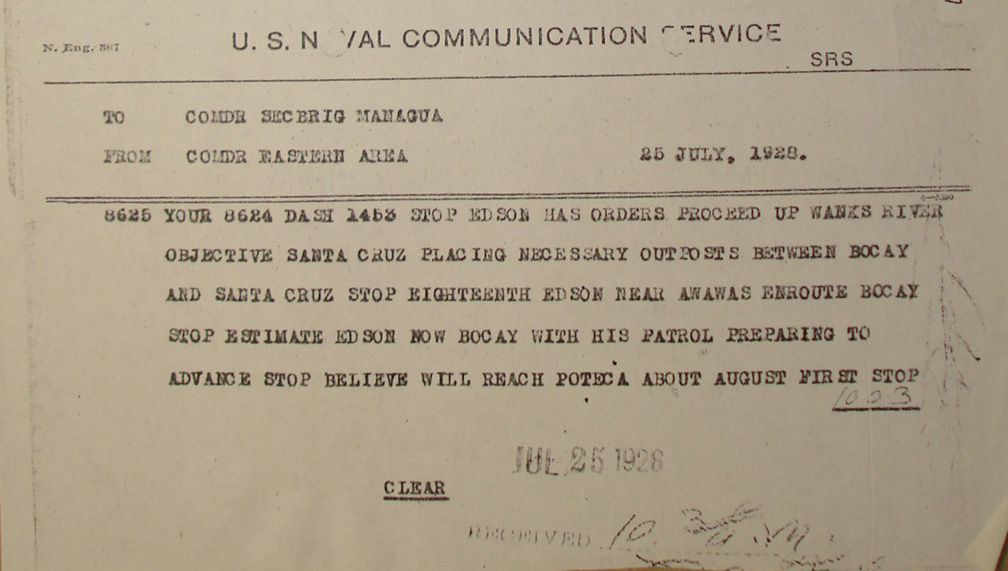 N. Eng. 387
U. S. N VAL COMMUNICATION SERVICE
SRS
TO COMDR SECBRIG MANAGUA
FROM COMDR EASTERN AREA 25 JULY, 1928.
8625 YOUR 8624 DASH 1453 STOP EDSON HAS ORDERS PROCEED UP WANKS RIVER
OBJECTIVE SANTA CRUZ PLACING NECESSARY OUTPOSTS BETWEEN BOCAY
AND SANTA CRUZ STOP EIGHTEENTH EDSON NEAR AWAWAS ENROUTE BOCAY
STOP ESTIMATE EDSON NOW BOCAY WITH HIS PATROL PREPARING TO
ADVANCE STOP BELIEVE WILL REACH POTECA ABOUT AUGUST FIRST STOP
1003
JUL 25 1928
CLEAR
RECEIVED 10